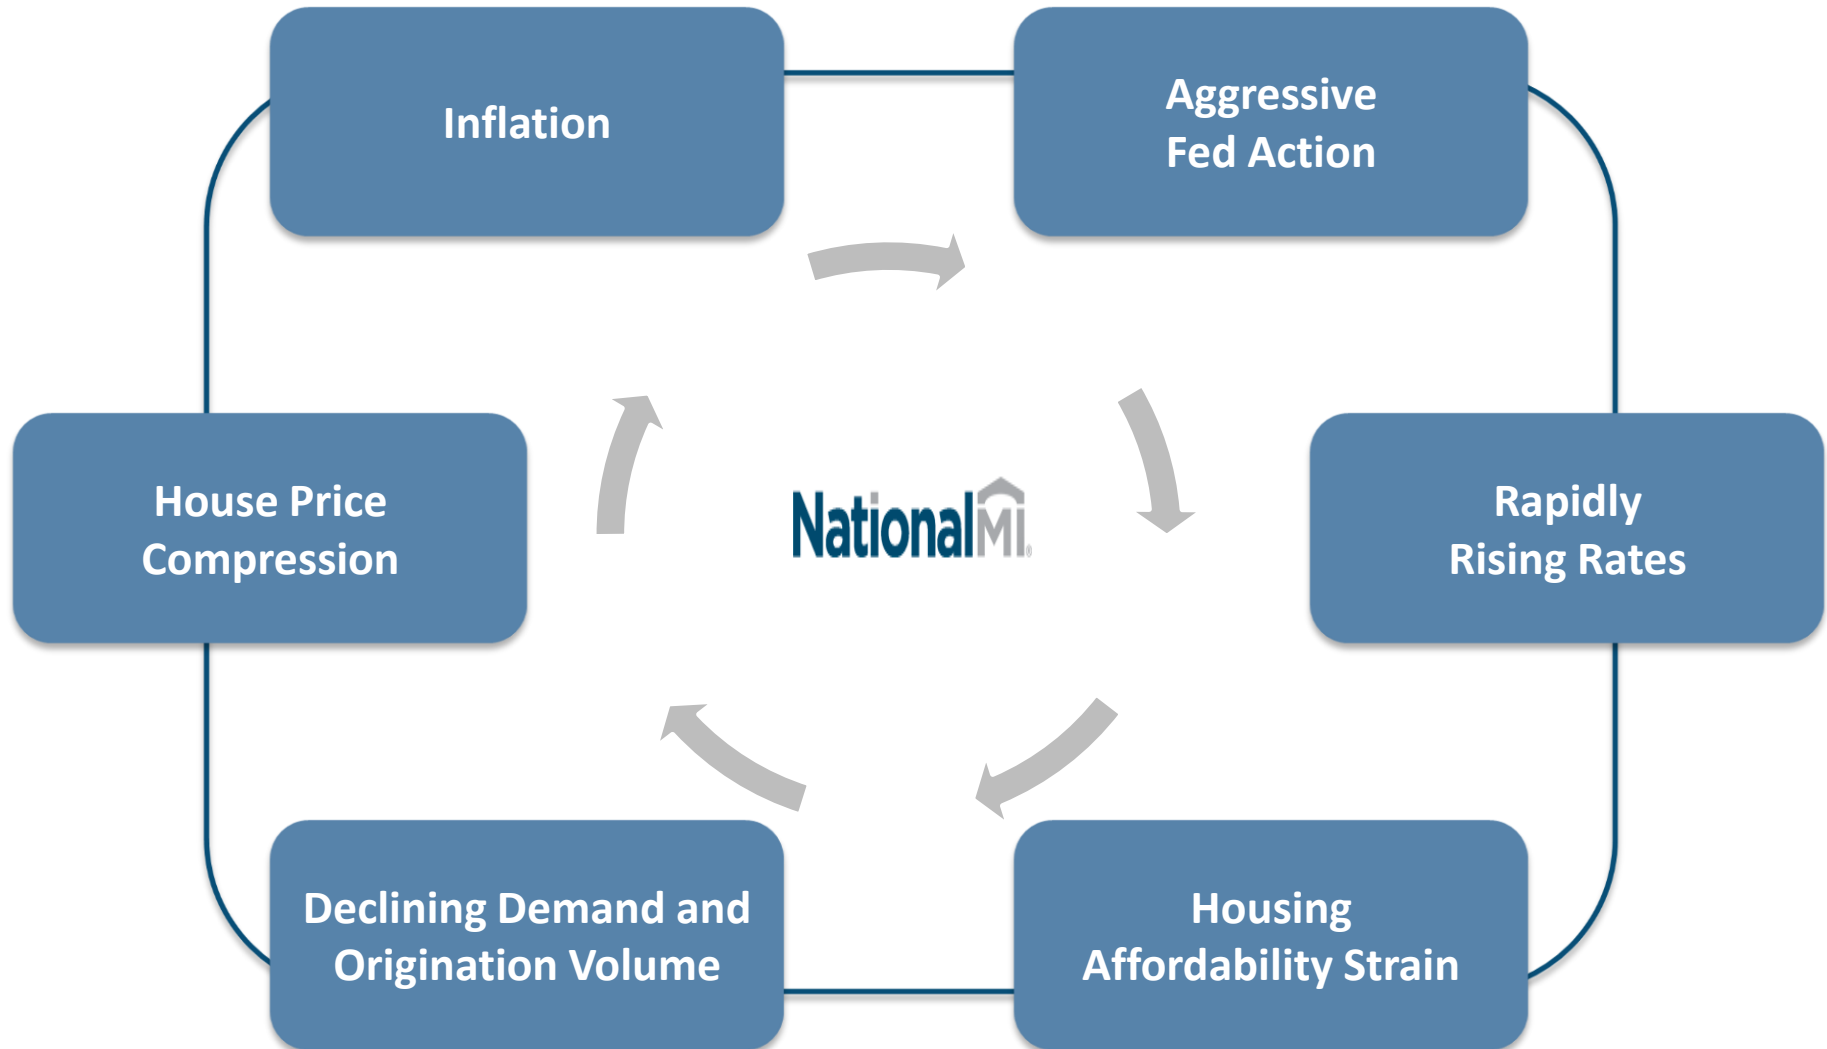 Inflation
Aggressive
Fed Action
Rapidly
Rising Rates
Housing
Affordability Strain
Declining Demand and
Origination Volume
House Price
Compression
NationalMI®